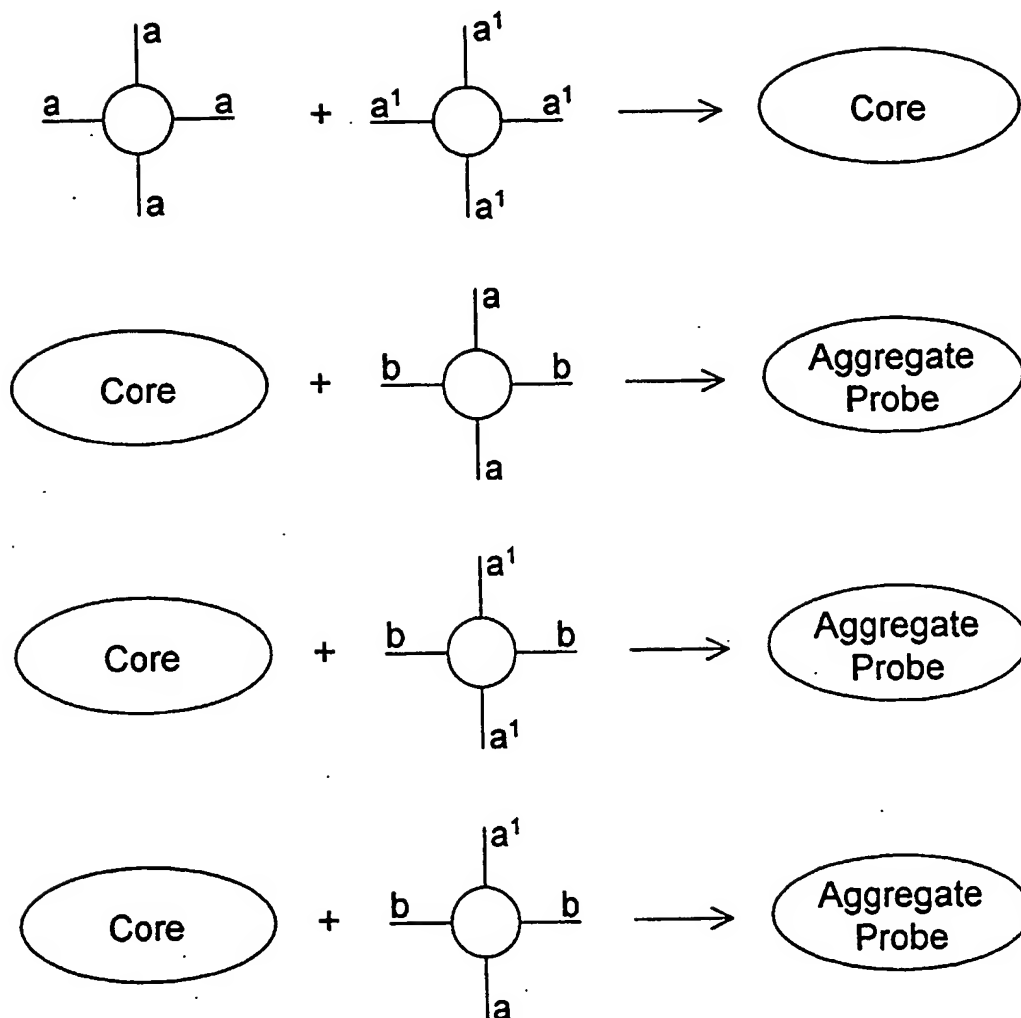 a
a a
a
+
a¹
a¹ a¹
a¹
Core
Core
+
a
b b
a
Aggregate
Probe
Core
+
a¹
b b
a¹
Aggregate
Probe
Core
+
a¹
b b
a
Aggregate
Probe